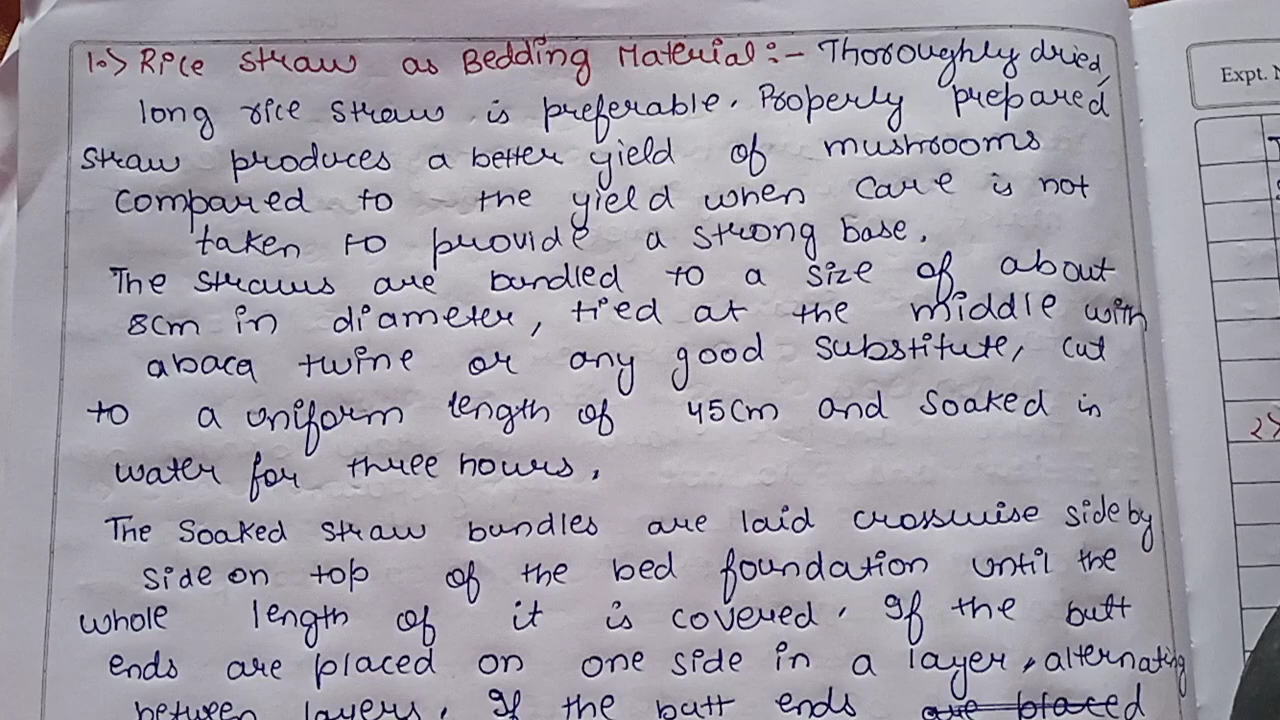 1.> Rice straw as Bedding Material:- Thoroughly dried,
long rice straw is preferable. Properly prepared
straw produces a better yield of mushrooms
compared to the yield when care is not
taken to provide a strong base.
The straws are bundled to a size of about
8cm in diameter, tied at the middle with
abaca twine or any good substitute, cut
to a uniform length of 45cm and soaked in
water for three hours.
The soaked straw bundles are laid crosswise side by
side on top of the bed foundation until the
whole length of it is covered. If the butt
ends are placed on one side in a layer, alternating
between layers. If the butt ends are placed
Expt. N
2>